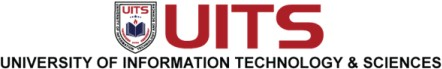 UITS
UNIVERSITY OF INFORMATION TECHNOLOGY & SCIENCES